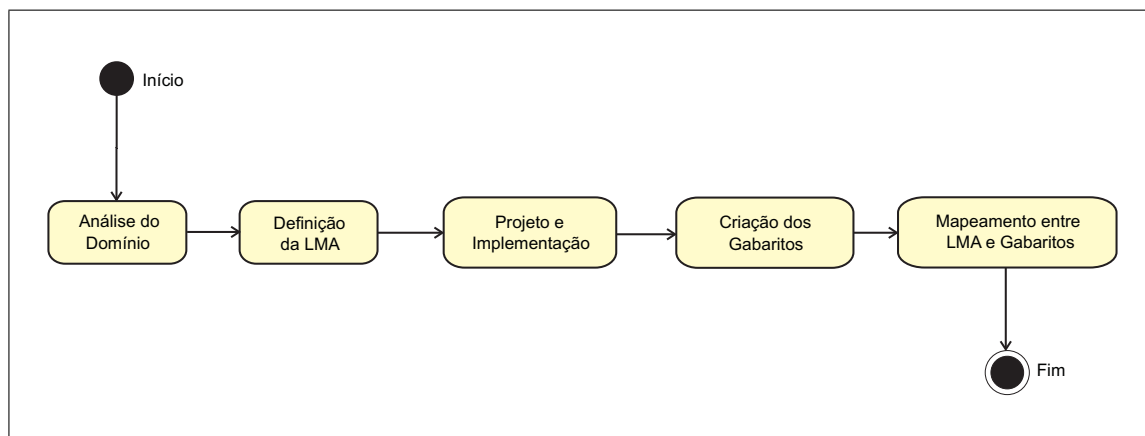 Início
Análise do
Domínio
Definição
da LMA
Projeto e
Implementação
Criação dos
Gabaritos
Mapeamento entre
LMA e Gabaritos
Fim